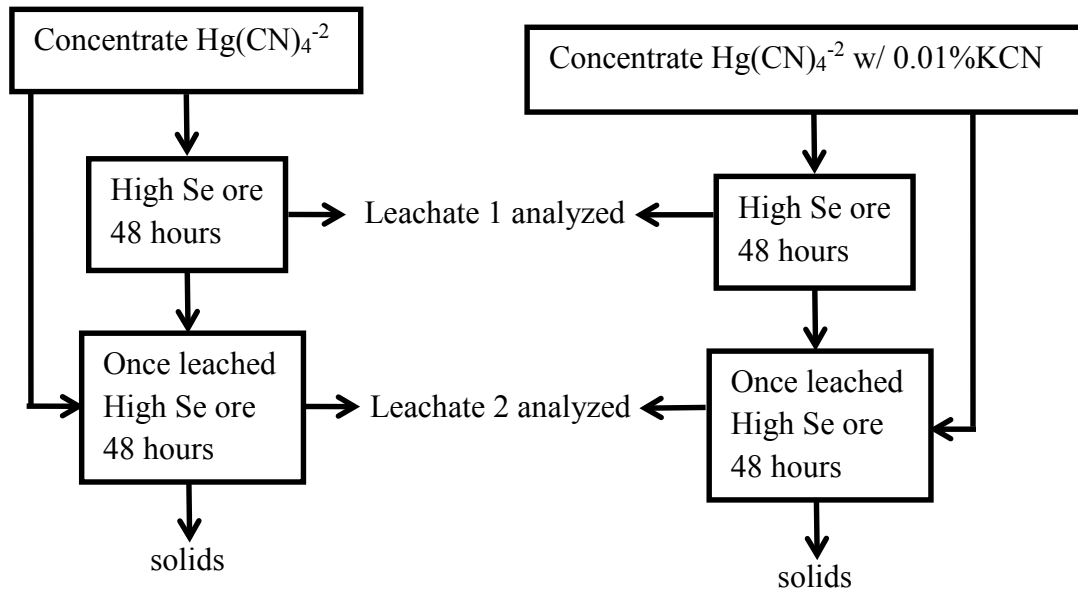 Concentrate Hg(CN)₄⁻²
Concentrate Hg(CN)₄⁻² w/ 0.01%KCN
High Se ore
48 hours
Leachate 1 analyzed
High Se ore
48 hours
Once leached
High Se ore
48 hours
Leachate 2 analyzed
Once leached
High Se ore
48 hours
solids
solids